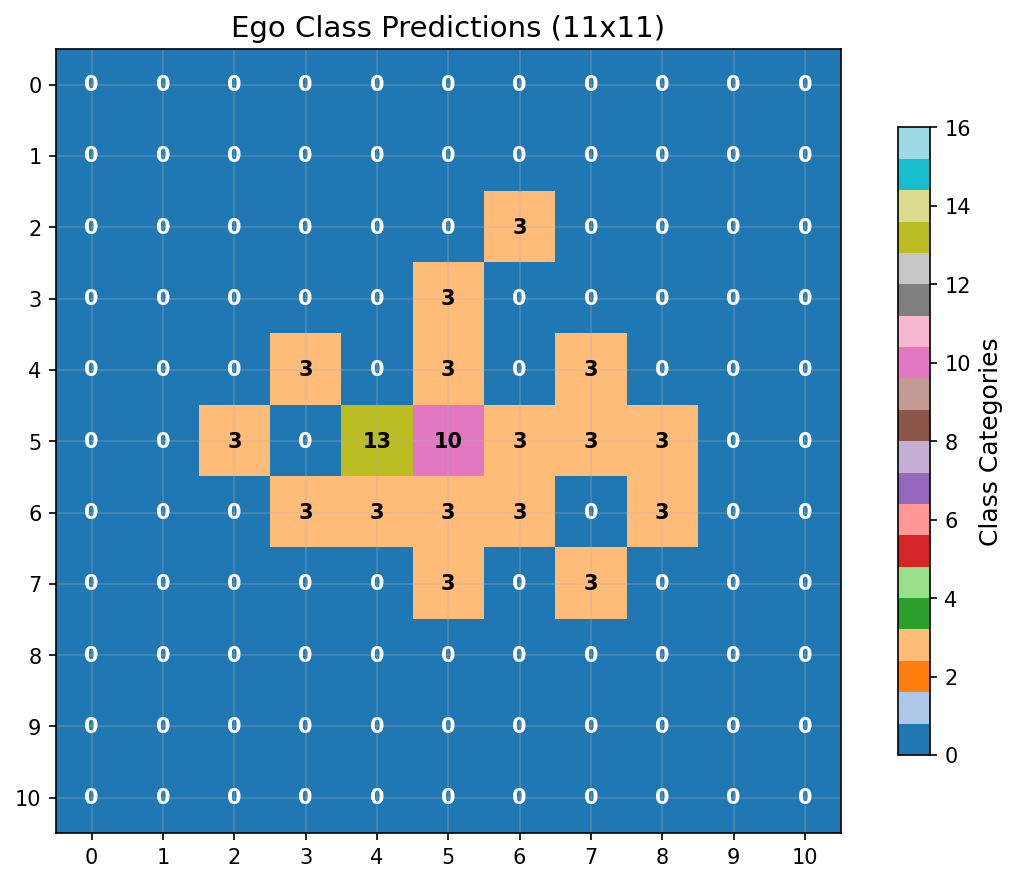 Ego Class Predictions (11x11)
0 0 0 0 0 0 0 0 0 0 0 0
1 0 0 0 0 0 0 0 0 0 0 0
2 0 0 0 0 0 0 3 0 0 0 0
3 0 0 0 0 0 3 0 0 0 0 0
4 0 0 0 3 0 3 0 3 0 0 0
5 0 0 3 0 13 10 3 3 3 0 0
6 0 0 0 3 3 3 3 0 3 0 0
7 0 0 0 0 0 3 0 3 0 0 0
8 0 0 0 0 0 0 0 0 0 0 0
9 0 0 0 0 0 0 0 0 0 0 0
10 0 0 0 0 0 0 0 0 0 0 0
0 1 2 3 4 5 6 7 8 9 10
16
14
12
10
8
6
4
2
0
Class Categories